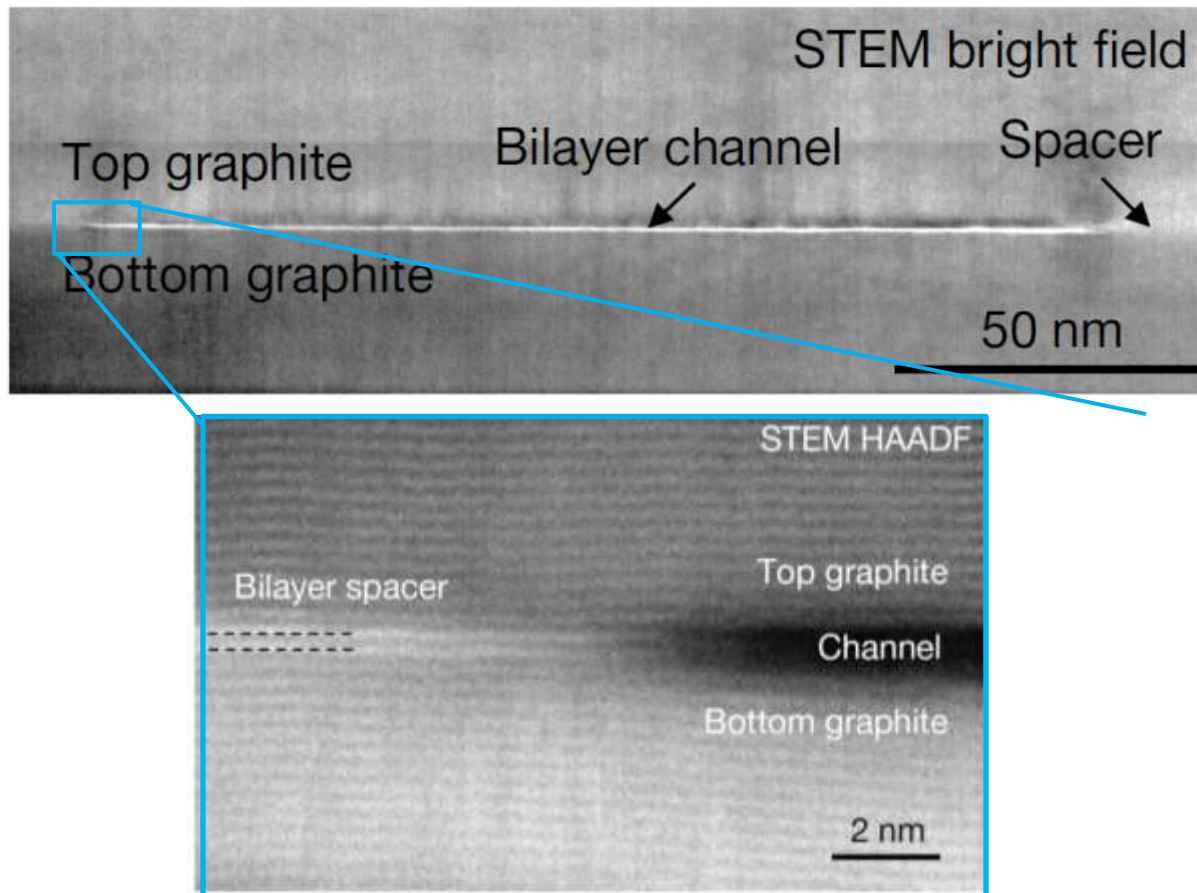 STEM bright field
Bilayer channel
Spacer
Top graphite
Bottom graphite
50 nm
STEM HAADF
Top graphite
Bilayer spacer
Channel
Bottom graphite
2 nm